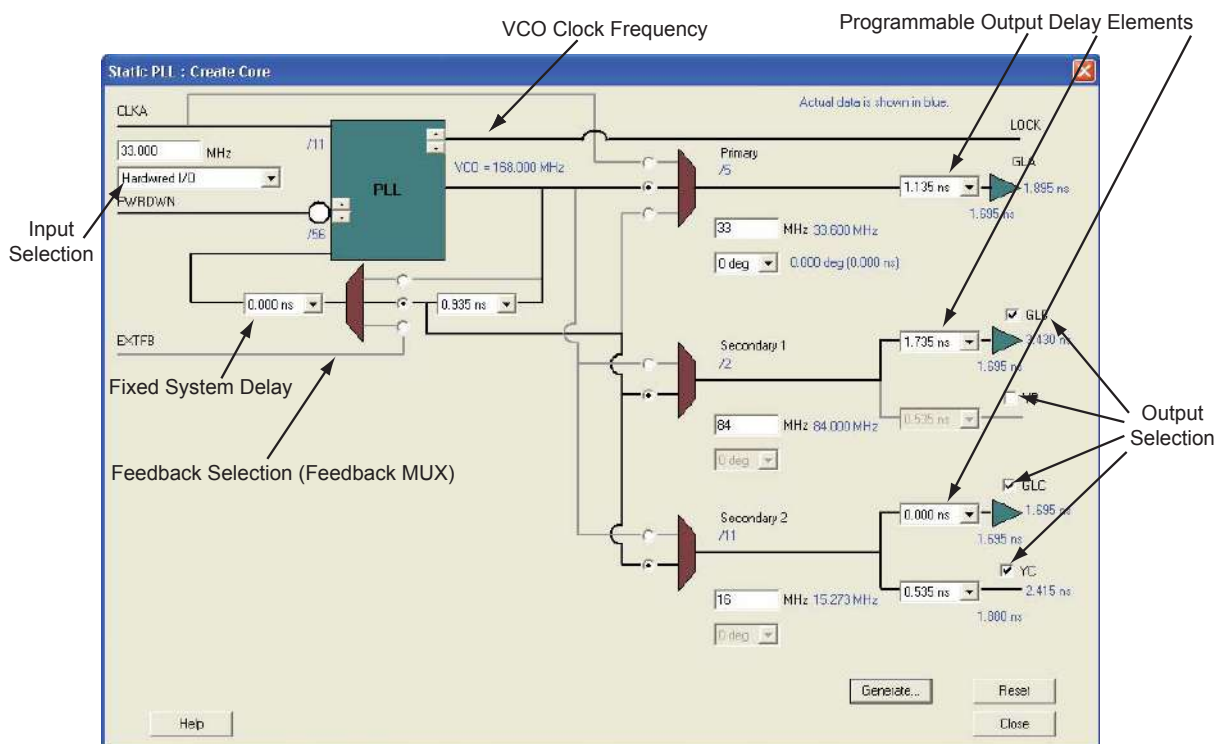 VCO Clock Frequency
Programmable Output Delay Elements
Static PLL : Create Core
Actual data is shown in blue.
CLKA
LOCK
33.000 MHz
/11
Hardwired I/O
PWRDWN
PLL
/56
VCO = 168.000 MHz
Primary
/5
GLA
1.135 ns
1.895 ns
1.695 ns
33 MHz 33.600 MHz
0 deg 0.000 deg (0.000 ns)
Input
Selection
0.000 ns
0.935 ns
EXTFB
Fixed System Delay
Feedback Selection (Feedback MUX)
Secondary 1
/2
GLB
1.735 ns
1.695 ns
84 MHz 84.000 MHz
0.535 ns
0 deg
Output
Selection
Secondary 2
/11
GLC
0.000 ns
1.695 ns
1.695 ns
YC
0.535 ns
2.415 ns
1.880 ns
16 MHz 15.273 MHz
0 deg
Generate...
Reset
Help
Close